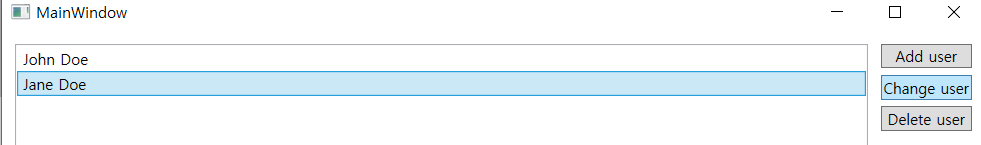 MainWindow
John Doe
Jane Doe
Add user
Change user
Delete user